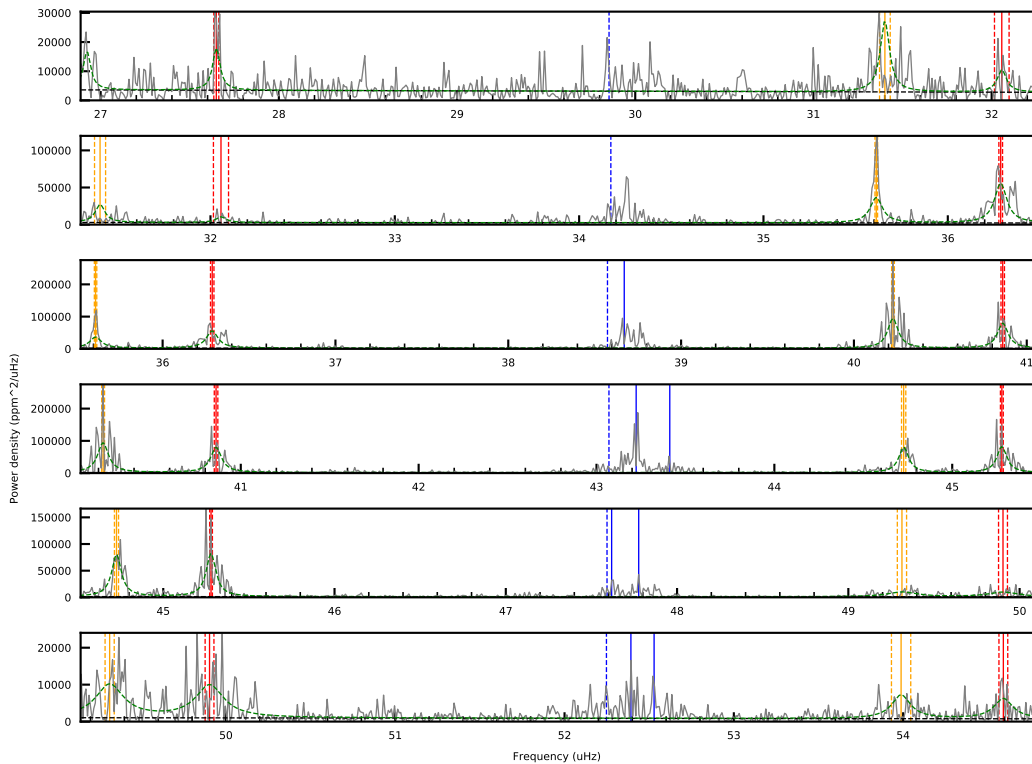 30000
20000
10000
0
27 28 29 30 31 32
100000
50000
0
32 33 34 35 36
200000
100000
0
36 37 38 39 40 41
200000
100000
0
41 42 43 44 45
150000
100000
50000
0
45 46 47 48 49 50
20000
10000
0
50 51 52 53 54
Power density (ppm^2/uHz)
Frequency (uHz)